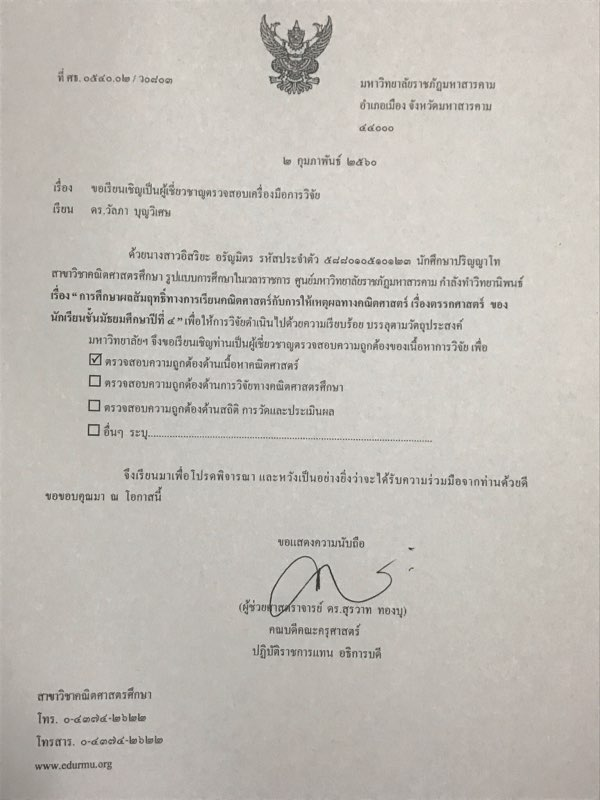 ที่ ศธ. ๐๕๔๐.๐๒ / ว๐๘๐๓
มหาวิทยาลัยราชภัฏมหาสารคาม
อำเภอเมือง จังหวัดมหาสารคาม
๔๔๐๐๐
๒ กุมภาพันธ์ ๒๕๖๐
เรื่อง ขอเรียนเชิญเป็นผู้เชี่ยวชาญตรวจสอบเครื่องมือการวิจัย
เรียน ดร.วัลภา บุญวิเศษ
ด้วยนางสาวอิสริยะ อรัญมิตร รหัสประจำตัว ๕๘๘๐๑๐๕๑๐๑๒๓ นักศึกษาปริญญาโท
สาขาวิชาคณิตศาสตรศึกษา รูปแบบการศึกษาในเวลาราชการ ศูนย์มหาวิทยาลัยราชภัฏมหาสารคาม กำลังทำวิทยานิพนธ์
เรื่อง “ การศึกษาผลสัมฤทธิ์ทางการเรียนคณิตศาสตร์กับการให้เหตุผลทางคณิตศาสตร์ เรื่องตรรกศาสตร์ ของ
นักเรียนชั้นมัธยมศึกษาปีที่ ๔ ” เพื่อให้การวิจัยดำเนินไปด้วยความเรียบร้อย บรรลุตามวัตถุประสงค์
มหาวิทยาลัยฯ จึงขอเรียนเชิญท่านเป็นผู้เชี่ยวชาญตรวจสอบความถูกต้องของเนื้อหาการวิจัย เพื่อ
☑ ตรวจสอบความถูกต้องด้านเนื้อหาคณิตศาสตร์
☐ ตรวจสอบความถูกต้องด้านการวิจัยทางคณิตศาสตรศึกษา
☐ ตรวจสอบความถูกต้องด้านสถิติ การวัดและประเมินผล
☐ อื่นๆ ระบุ..........................................................................................
จึงเรียนมาเพื่อโปรดพิจารณา และหวังเป็นอย่างยิ่งว่าจะได้รับความร่วมมือจากท่านด้วยดี
ขอขอบคุณมา ณ โอกาสนี้
ขอแสดงความนับถือ
(ผู้ช่วยศาสตราจารย์ ดร.สุรวาท ทองบุ)
คณบดีคณะครุศาสตร์
ปฏิบัติราชการแทน อธิการบดี
สาขาวิชาคณิตศาสตรศึกษา
โทร. ๐-๔๓๗๔-๒๖๒๒
โทรสาร. ๐-๔๓๗๔-๒๖๒๒
www.edurmu.org